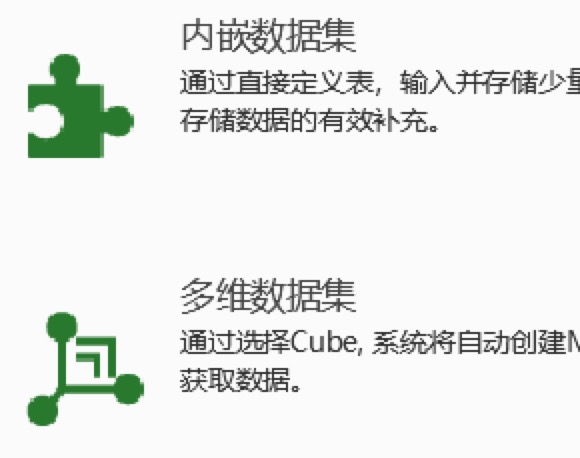 内嵌数据集
通过直接定义表，输入并存储少量
存储数据的有效补充。
多维数据集
通过选择Cube, 系统将自动创建M
获取数据。